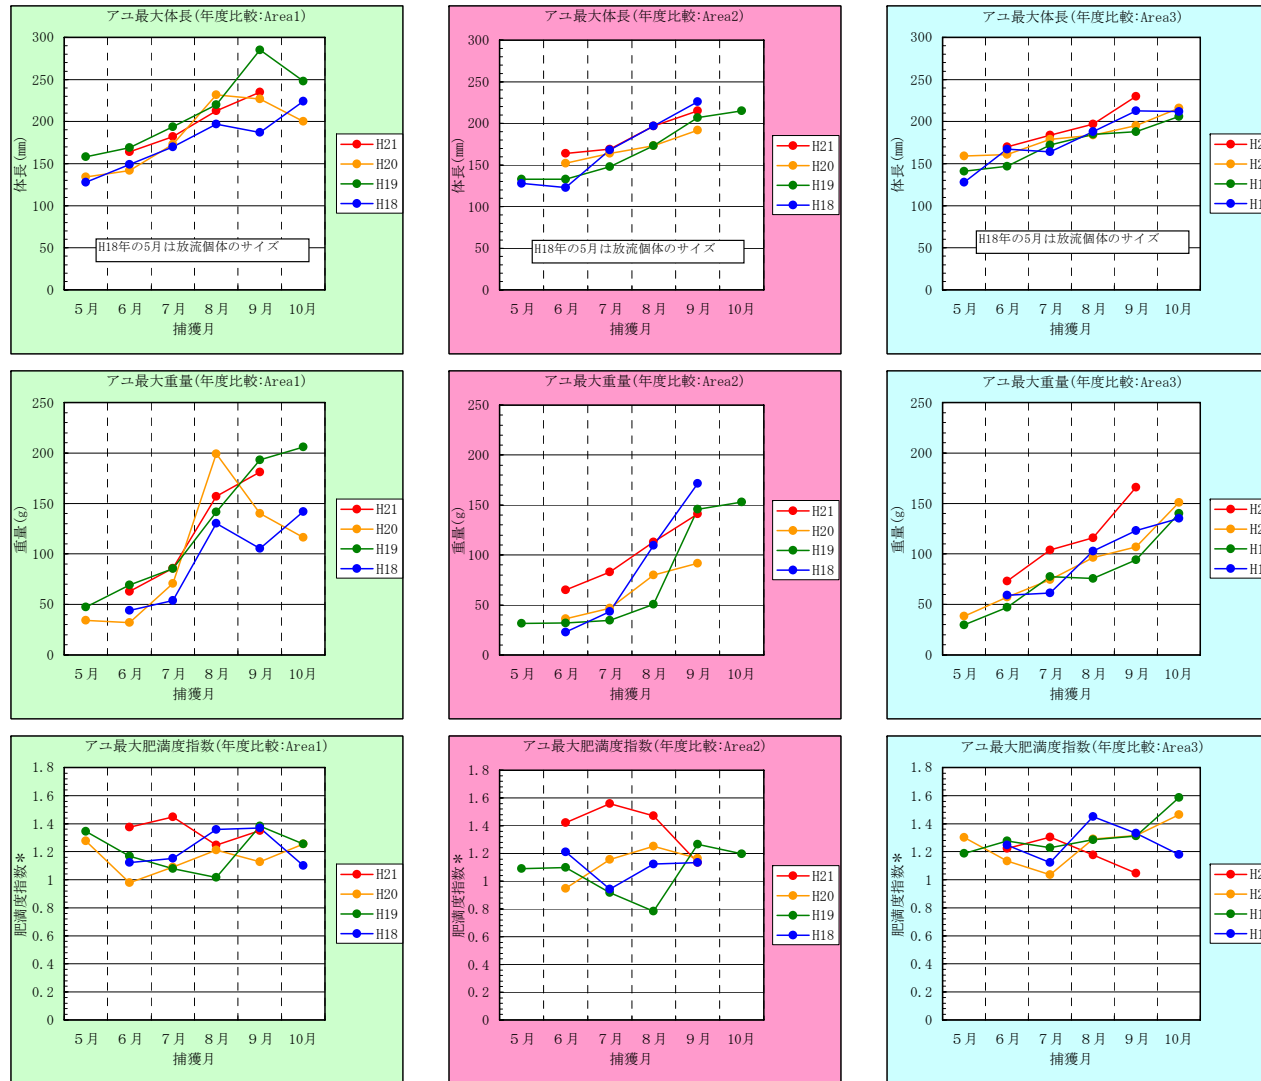 アユ最大体長(年度比較:Area1)
300
250
200
150
100
50
0
体長(mm)
H18年の5月は放流個体のサイズ
5月 6月 7月 8月 9月 10月
捕獲月
H21
H20
H19
H18
アユ最大体長(年度比較:Area2)
300
250
200
150
100
50
0
体長(mm)
H18年の5月は放流個体のサイズ
5月 6月 7月 8月 9月 10月
捕獲月
H21
H20
H19
H18
アユ最大体長(年度比較:Area3)
300
250
200
150
100
50
0
体長(mm)
H18年の5月は放流個体のサイズ
5月 6月 7月 8月 9月 10月
捕獲月
アユ最大重量(年度比較:Area1)
250
200
150
100
50
0
重量(g)
5月 6月 7月 8月 9月 10月
捕獲月
H21
H20
H19
H18
アユ最大重量(年度比較:Area2)
250
200
150
100
50
0
重量(g)
5月 6月 7月 8月 9月 10月
捕獲月
H21
H20
H19
H18
アユ最大重量(年度比較:Area3)
250
200
150
100
50
0
重量(g)
5月 6月 7月 8月 9月 10月
捕獲月
アユ最大肥満度指数(年度比較:Area1)
1.8
1.6
1.4
1.2
1
0.8
0.6
0.4
0.2
0
肥満度指数*
5月 6月 7月 8月 9月 10月
捕獲月
H21
H20
H19
H18
アユ最大肥満度指数(年度比較:Area2)
1.8
1.6
1.4
1.2
1
0.8
0.6
0.4
0.2
0
肥満度指数*
5月 6月 7月 8月 9月 10月
捕獲月
H21
H20
H19
H18
アユ最大肥満度指数(年度比較:Area3)
1.8
1.6
1.4
1.2
1
0.8
0.6
0.4
0.2
0
肥満度指数*
5月 6月 7月 8月 9月 10月
捕獲月